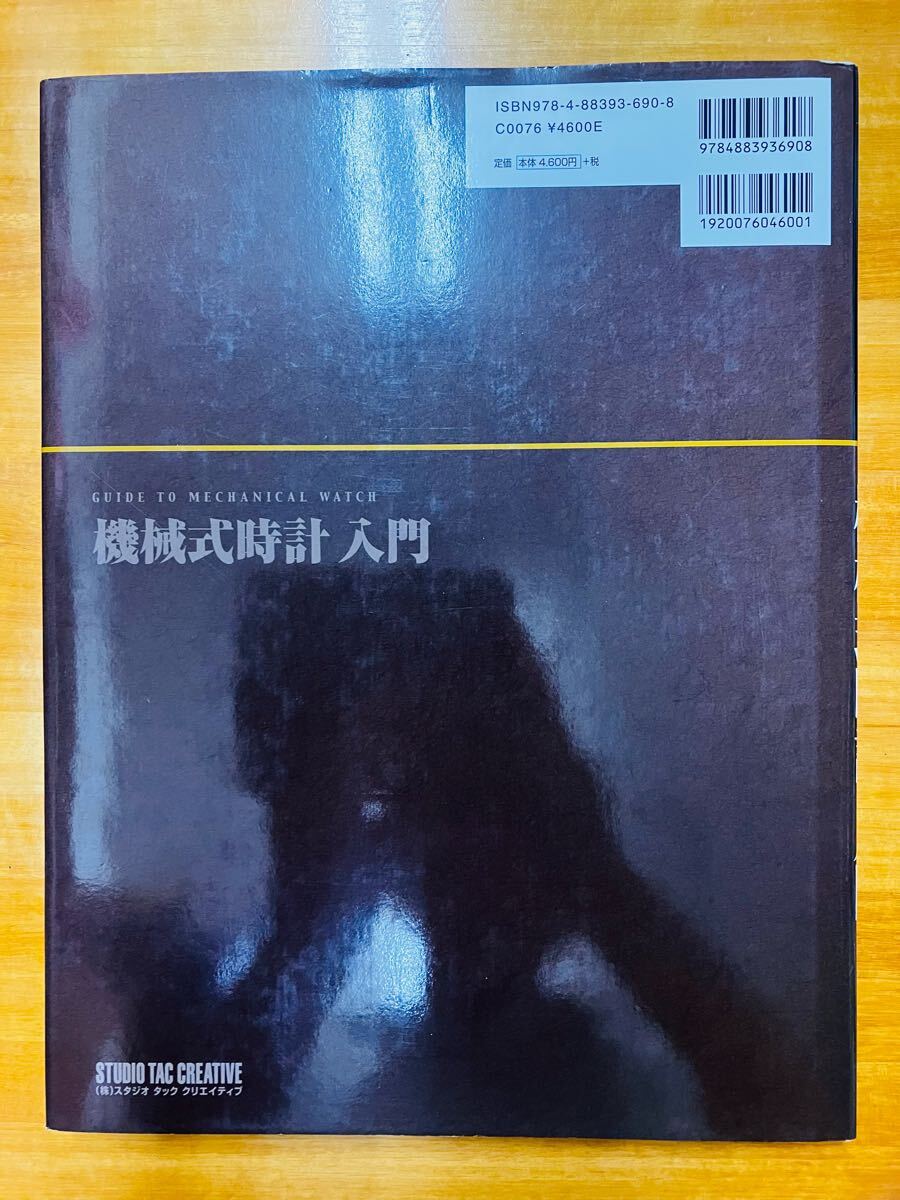 ISBN978-4-88393-690-8
C0076 ¥4600E
定価 本体 4,600円 +税
9784883936908
1920076046001
GUIDE TO MECHANICAL WATCH
機械式時計 入門
STUDIO TAC CREATIVE
(株)スタジオ タック クリエイティブ